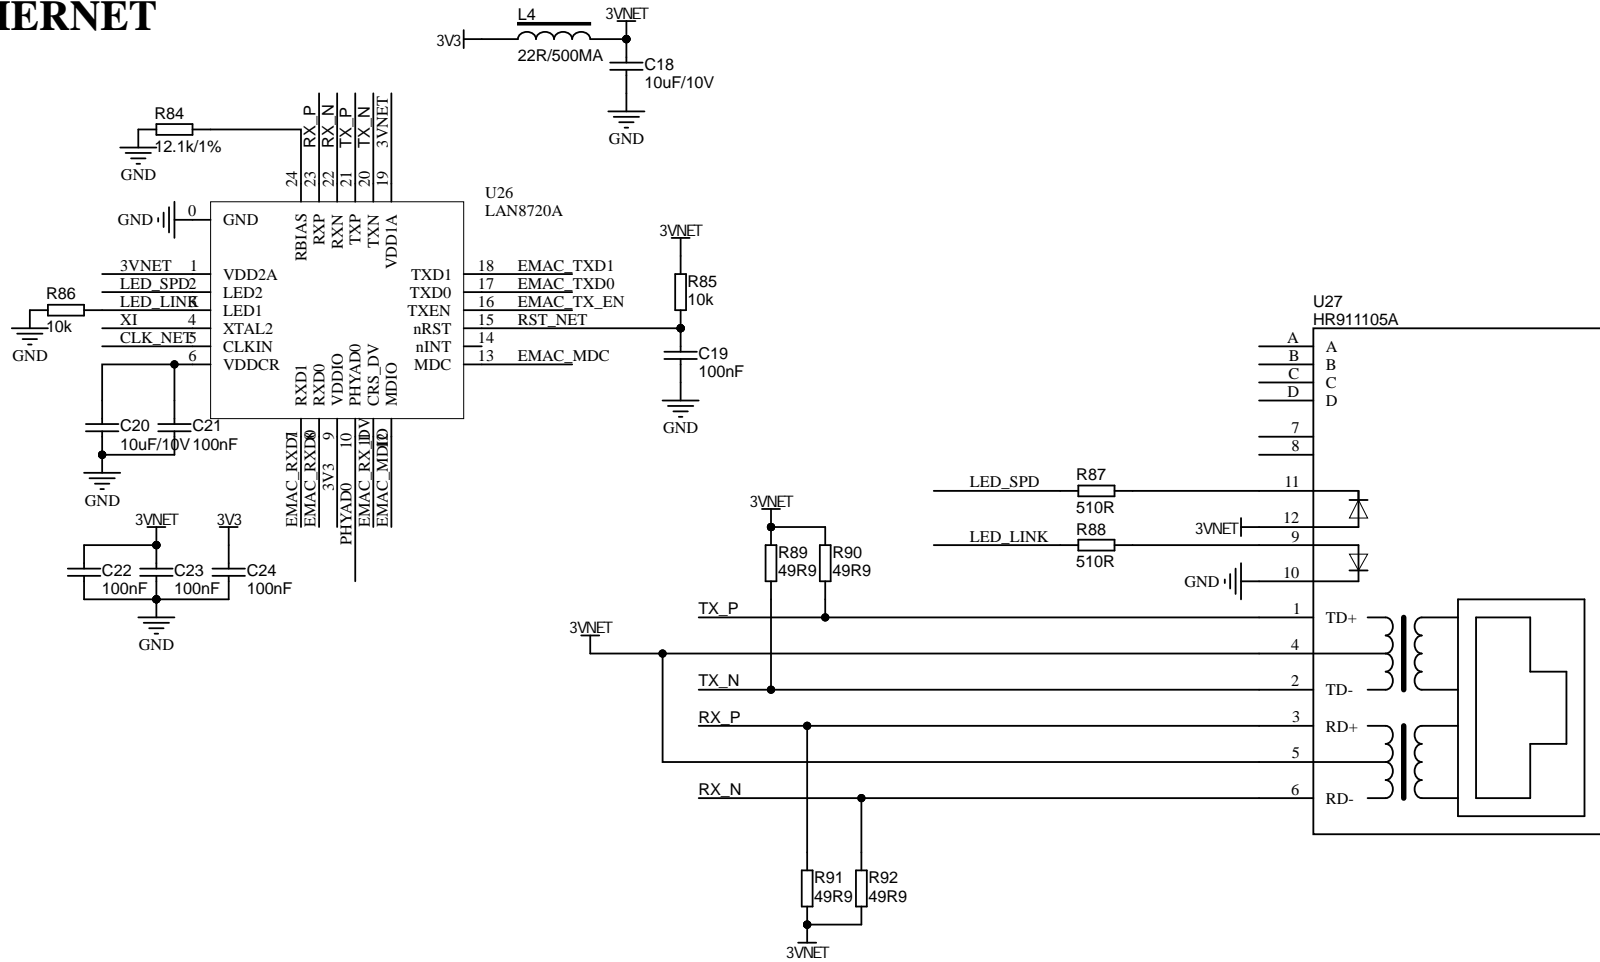 HERNET
L4
3VNET
3V3
22R/500MA
C18
10uF/10V
GND
R84
12.1k/1%
GND
RX_P
RX_N
TX_P
TX_N
3VNET
24
23
22
21
20
19
U26
LAN8720A
GND
0
GND
RBIAS
RXP
RXN
TXP
TXN
VDD1A
3VNET 1 VDD2A
LED_SPD2 LED2
LED_LINK LED1
XI 4 XTAL2
CLK_NET5 CLKIN
6 VDDCR
R86
10k
GND
TXD1 18 EMAC_TXD1
TXD0 17 EMAC_TXD0
TXEN 16 EMAC_TX_EN
nRST 15 RST_NET
nINT 14
MDC 13 EMAC_MDC
3VNET
R85
10k
C19
100nF
GND
RXD1
RXD0
VDDIO
PHYAD0
CRS_DV
MDIO
9
10
EMAC_RXD1
EMAC_RXD0
3V3
PHYAD0
EMAC_RX_DV
EMAC_MDIO
C20
10uF/10V
C21
100nF
GND
3VNET
3V3
C22
100nF
C23
100nF
C24
100nF
GND
U27
HR911105A
A A
B B
C C
D D
7
8
LED_SPD
R87
510R
11
3VNET
12
LED_LINK
R88
510R
9
GND
10
3VNET
R89
49R9
R90
49R9
TX_P 1 TD+
3VNET 4
TX_N 2 TD-
RX_P 3 RD+
5
RX_N 6 RD-
R91
49R9
R92
49R9
3VNET